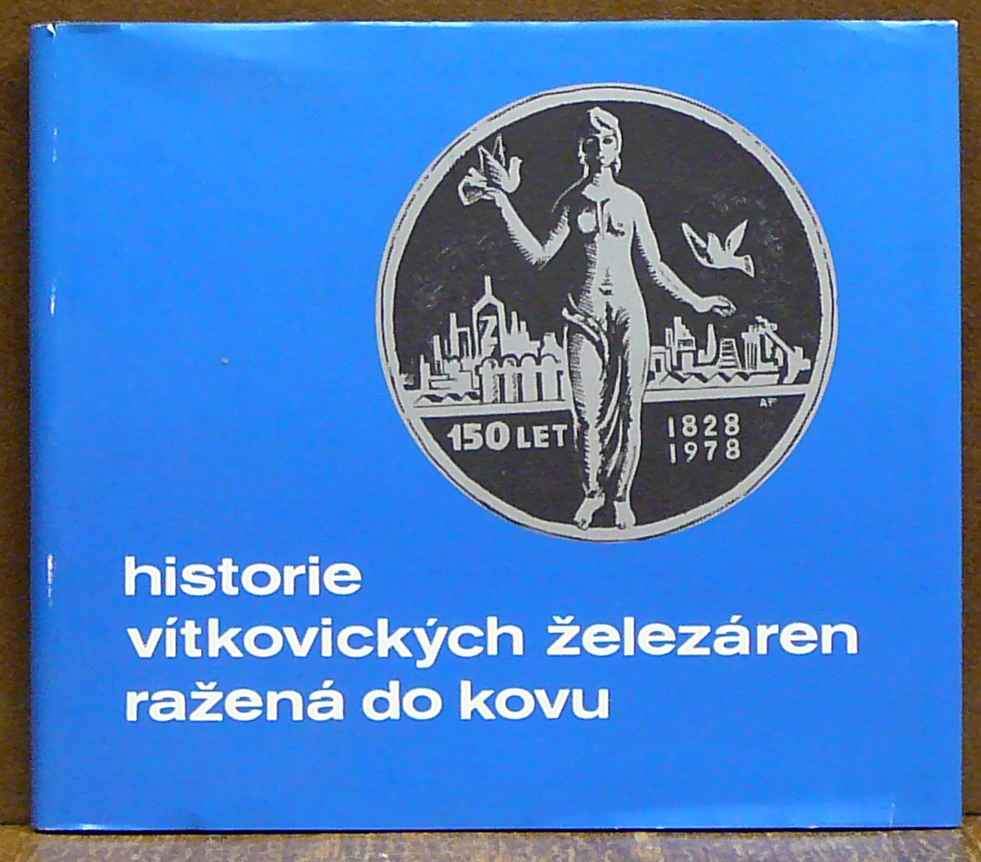 150 LET
1828
1978
AF
historie
vítkovických železáren
ražená do kovu